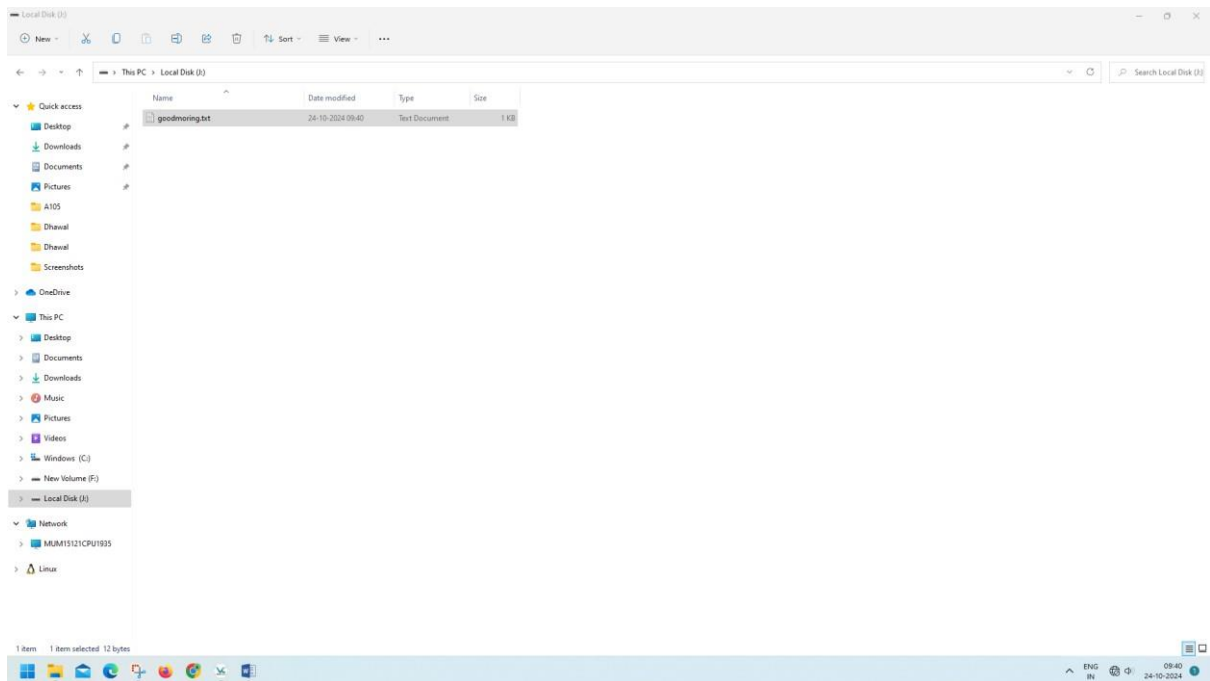 Local Disk (J:)
New Sort View ...
This PC > Local Disk (J:) Search Local Disk (J:)
Name Date modified Type Size
goodmoring.txt 24-10-2024 09:40 Text Document 1 KB
Quick access
Desktop
Downloads
Documents
Pictures
A105
Dhawal
Dhawal
Screenshots
OneDrive
This PC
Desktop
Documents
Downloads
Music
Pictures
Videos
Windows (C:)
New Volume (F:)
Local Disk (J:)
Network
MUM15121CPU1935
Linux
1 item 1 item selected 12 bytes
ENG 09:40
IN 24-10-2024 1